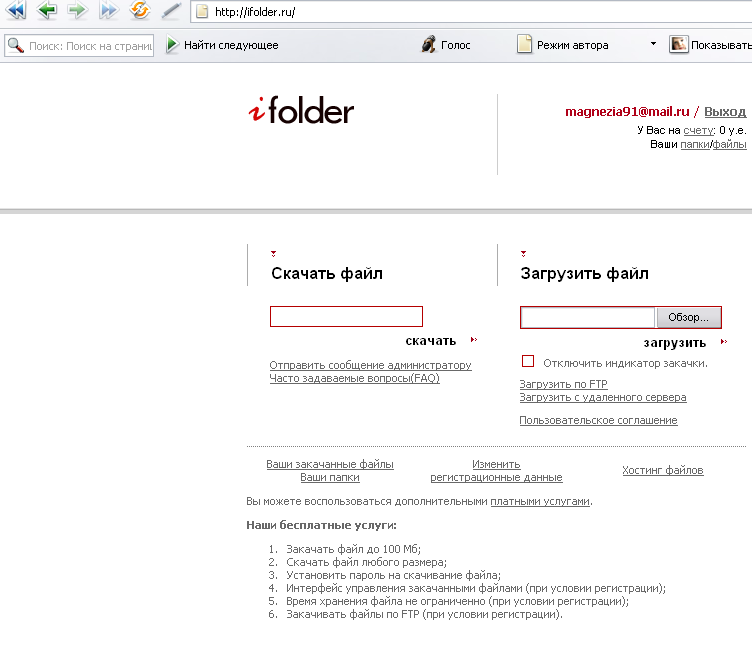 http://ifolder.ru/
Поиск: Поиск на страниц
Найти следующее
Голос
Режим автора
Показывать
ifolder
magnezia91@mail.ru / Выход
У Вас на счету: 0 у.е.
Ваши папки/файлы
Скачать файл
скачать
Отправить сообщение администратору
Часто задаваемые вопросы(FAQ)
Загрузить файл
Обзор...
загрузить
Отключить индикатор закачки.
Загрузить по FTP
Загрузить с удаленного сервера
Пользовательское соглашение
Ваши закачанные файлы
Ваши папки
Изменить
регистрационные данные
Хостинг файлов
Вы можете воспользоваться дополнительными платными услугами.
Наши бесплатные услуги:
1. Закачать файл до 100 Мб;
2. Скачать файл любого размера;
3. Установить пароль на скачивание файла;
4. Интерфейс управления закачанными файлами (при условии регистрации);
5. Время хранения файла не ограниченно (при условии регистрации);
6. Закачивать файлы по FTP (при условии регистрации).